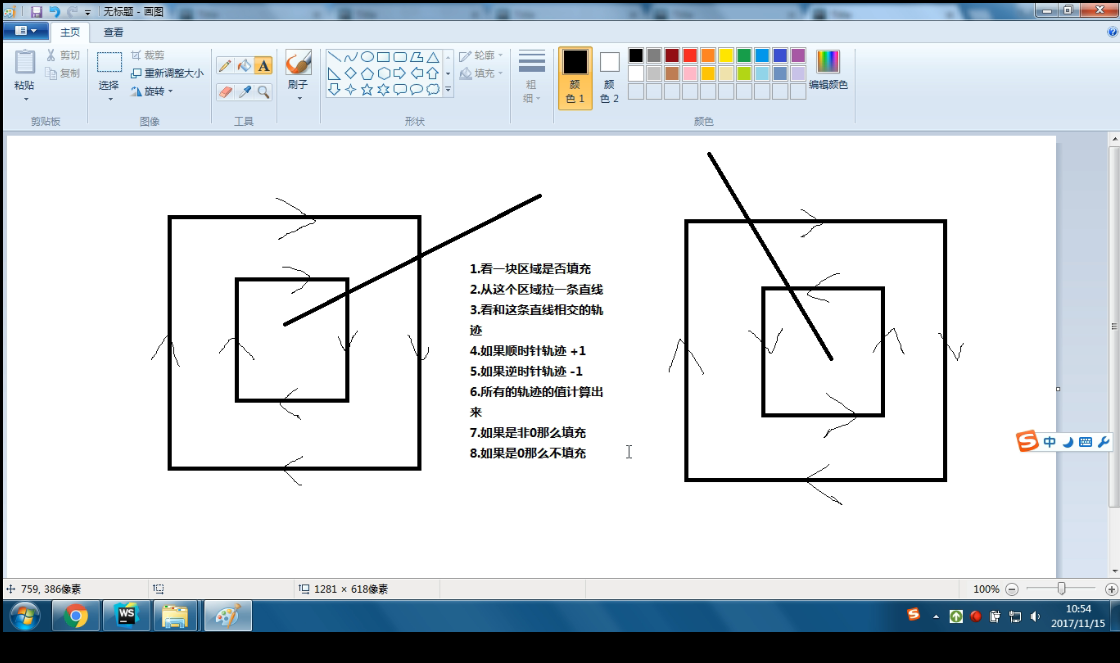 无标题 - 画图
主页
查看
粘贴
剪切
复制
剪贴板
选择
裁剪
重新调整大小
旋转
图像
A
工具
刷子
轮廓
填充
形状
粗
细
颜
色 1
颜
色 2
编辑颜色
颜色
1.看一块区域是否填充
2.从这个区域拉一条直线
3.看和这条直线相交的轨
迹
4.如果顺时针轨迹 +1
5.如果逆时针轨迹 -1
6.所有的轨迹的值计算出
来
7.如果是非0那么填充
8.如果是0那么不填充
S 中
759, 386像素
1281 × 618像素
100%
WS
S
10:54
2017/11/15